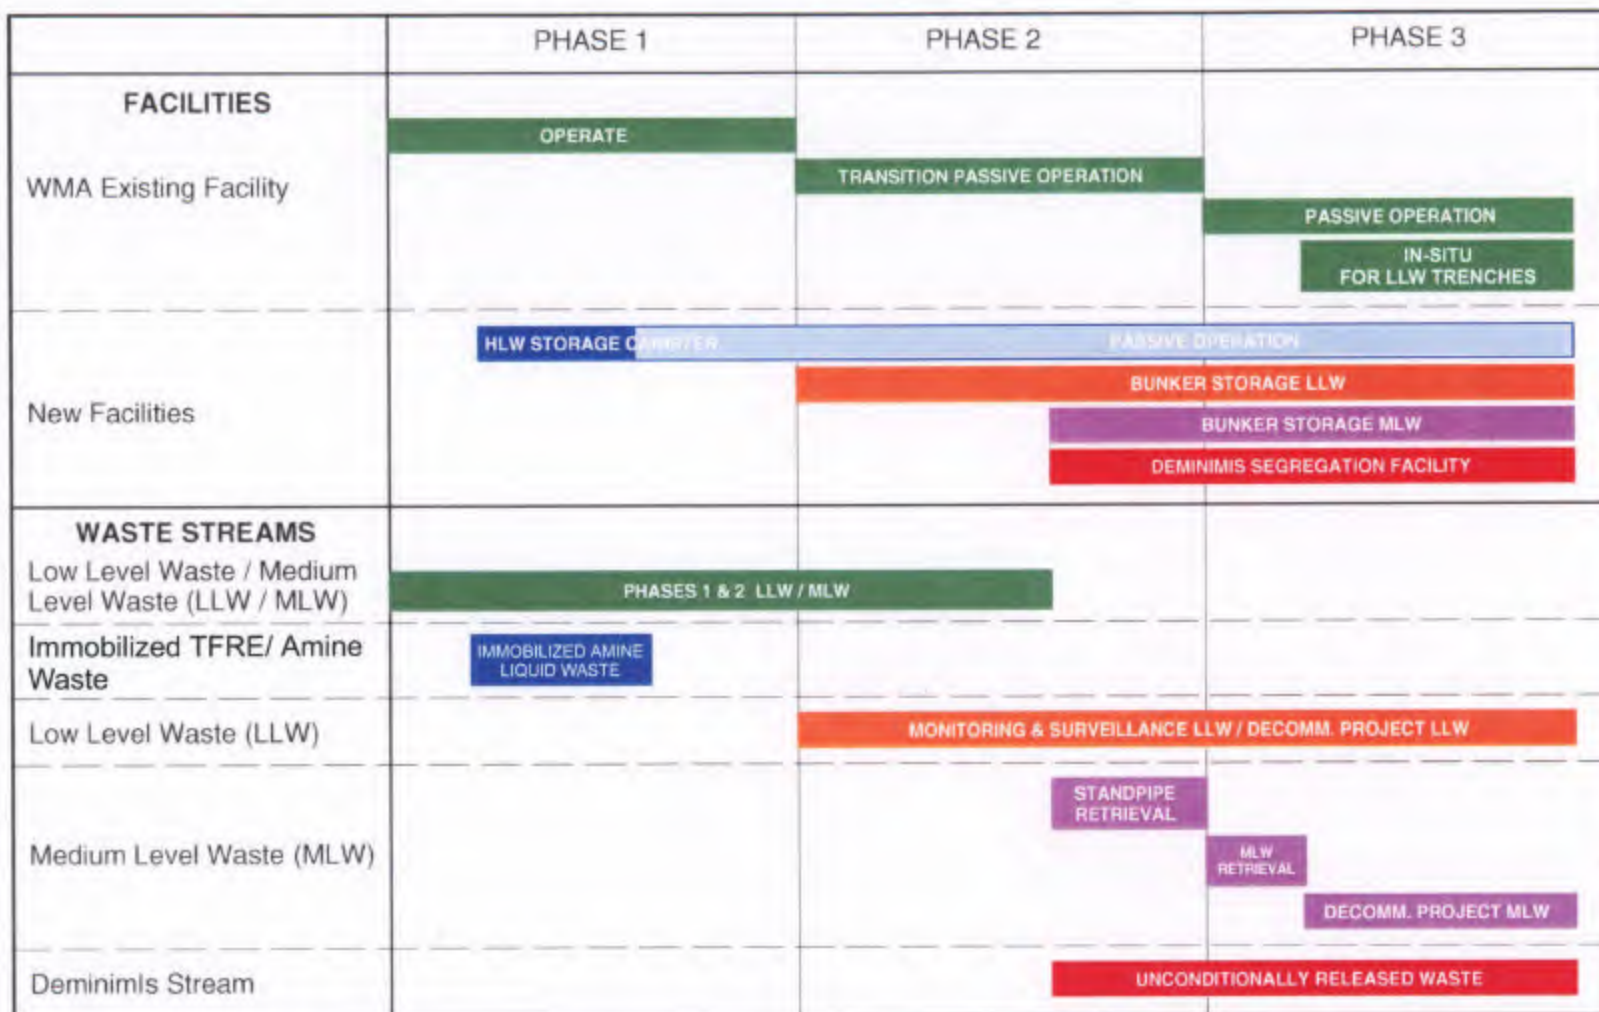 PHASE 1 PHASE 2 PHASE 3
FACILITIES
OPERATE
WMA Existing Facility
TRANSITION PASSIVE OPERATION
PASSIVE OPERATION
IN-SITU
FOR LLW TRENCHES
HLW STORAGE CANISTER PASSIVE OPERATION
BUNKER STORAGE LLW
New Facilities
BUNKER STORAGE MLW
DEMINIMIS SEGREGATION FACILITY
WASTE STREAMS
Low Level Waste / Medium
Level Waste (LLW / MLW)
PHASES 1 & 2 LLW / MLW
Immobilized TFRE/ Amine
Waste
IMMOBILIZED AMINE
LIQUID WASTE
Low Level Waste (LLW)
MONITORING & SURVEILLANCE LLW / DECOMM. PROJECT LLW
STANDPIPE
RETRIEVAL
Medium Level Waste (MLW)
MLW
RETRIEVAL
DECOMM. PROJECT MLW
DeminimIs Stream
UNCONDITIONALLY RELEASED WASTE